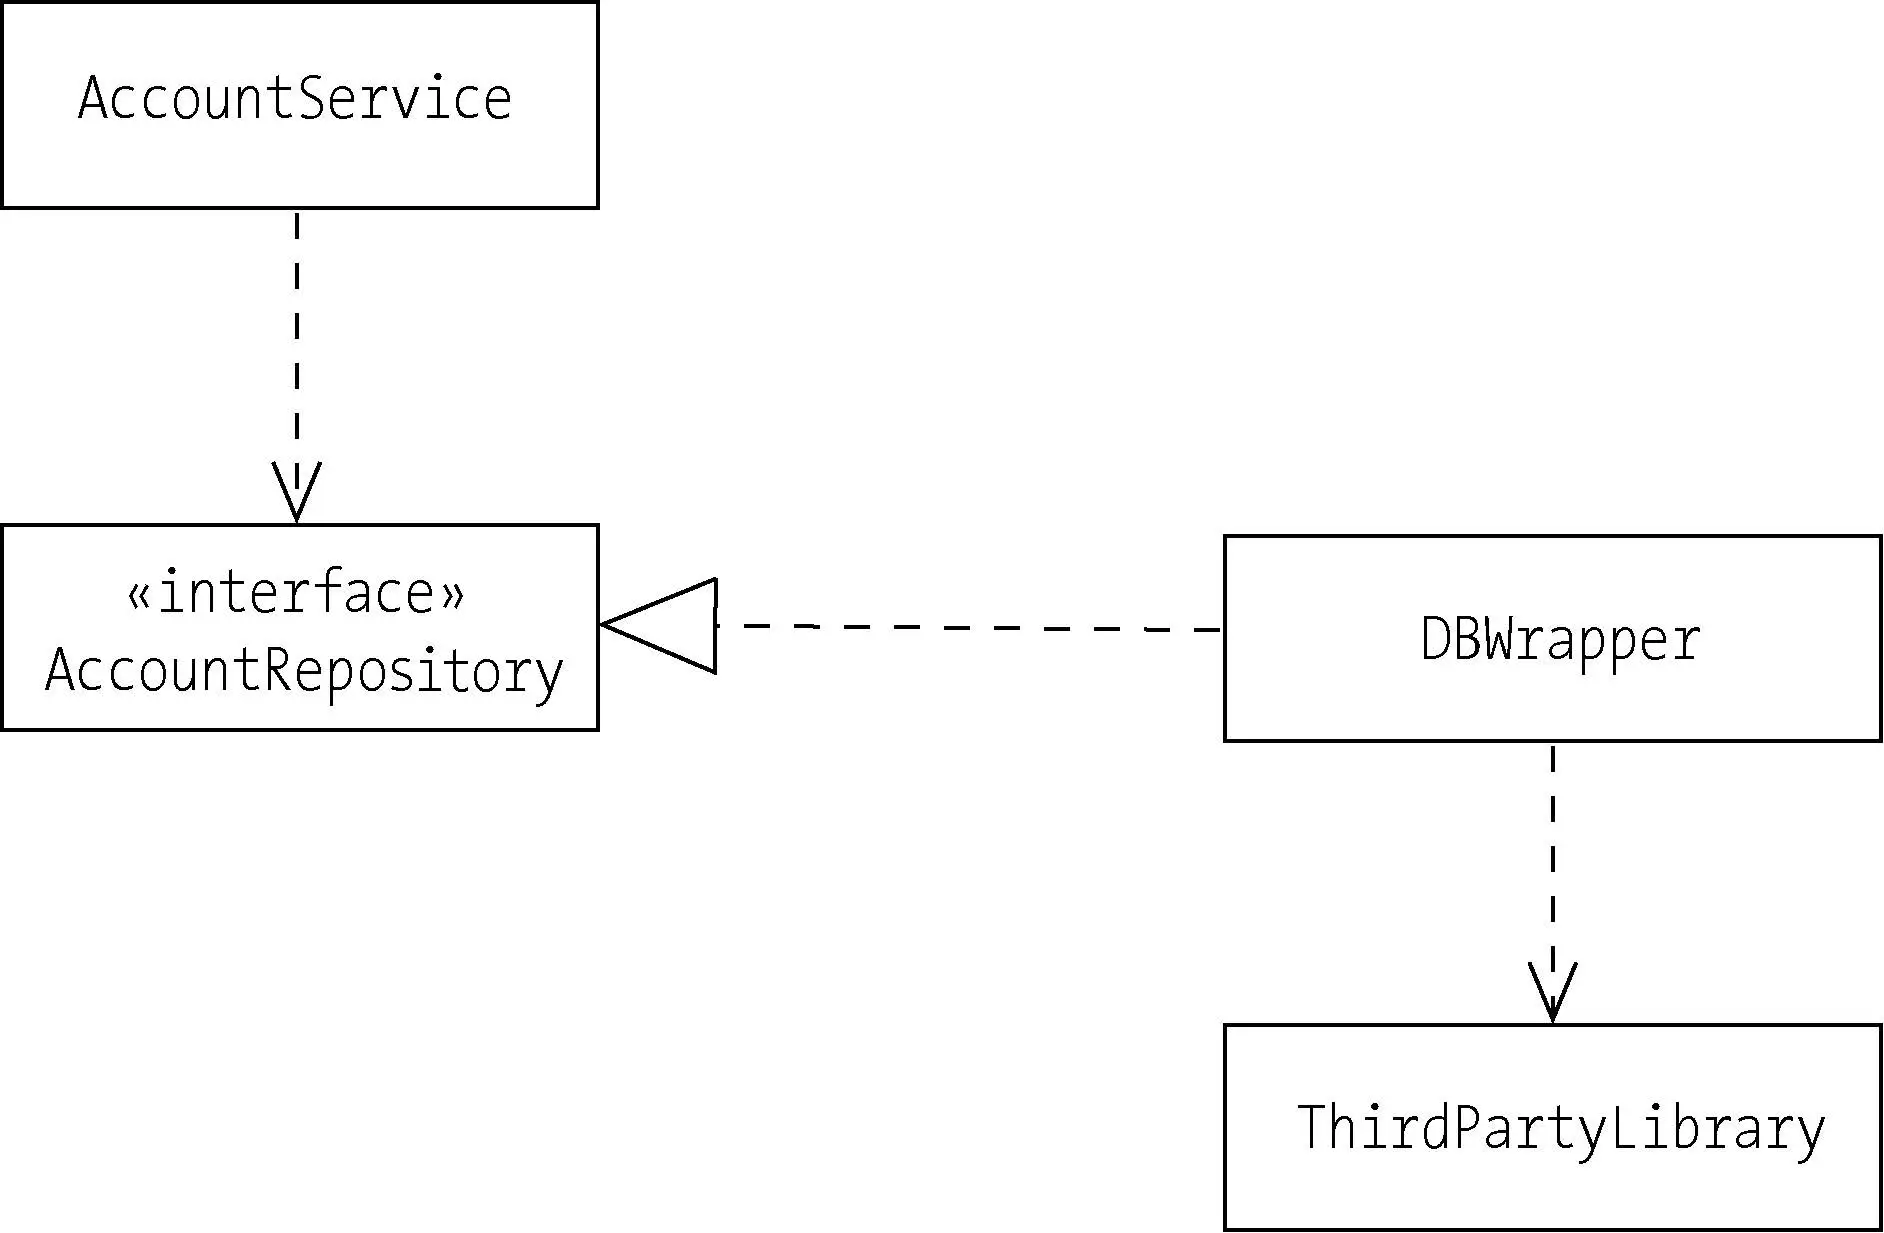 AccountService
«interface»
AccountRepository
DBWrapper
ThirdPartyLibrary